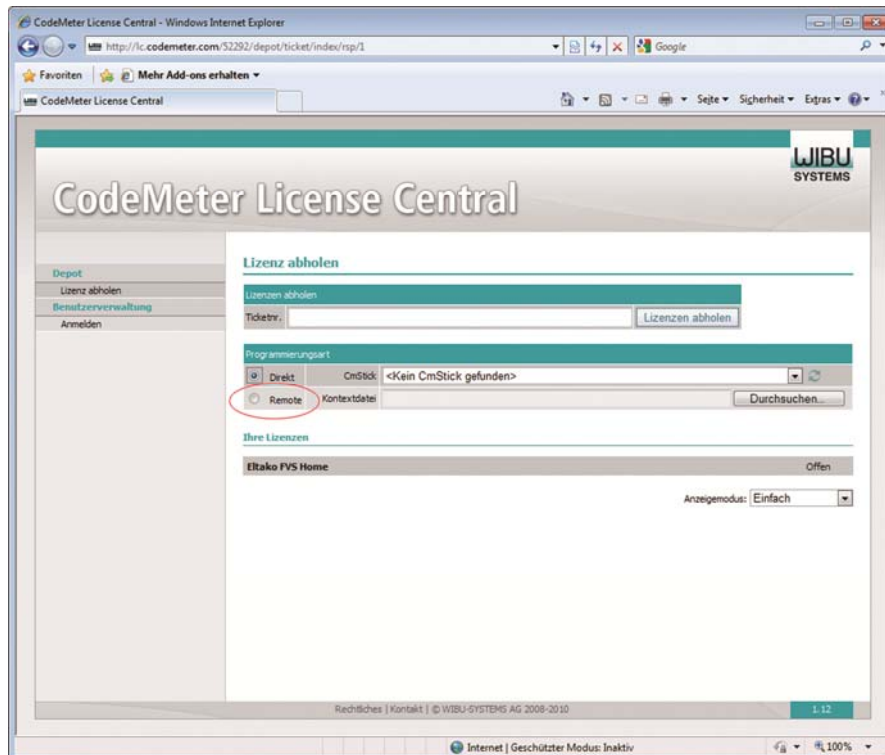 CodeMeter License Central - Windows Internet Explorer
http://lc.codemeter.com/52292/depot/ticket/index/rsp/1
Google
Favoriten
Mehr Add-ons erhalten
CodeMeter License Central
Seite
Sicherheit
Extras
WIBU
SYSTEMS
CodeMeter License Central
Depot
Lizenz abholen
Benutzerverwaltung
Anmelden
Lizenz abholen
Lizenzen abholen
Ticketnr.
Lizenzen abholen
Programmierungsart
Direkt
CmStick
<Kein CmStick gefunden>
Remote
Kontextdatei
Durchsuchen...
Ihre Lizenzen
Eltako FVS Home
Offen
Anzeigemodus:
Einfach
Rechtliches | Kontakt | © WIBU-SYSTEMS AG 2008-2010
1.12
Internet | Geschützter Modus: Inaktiv
100%